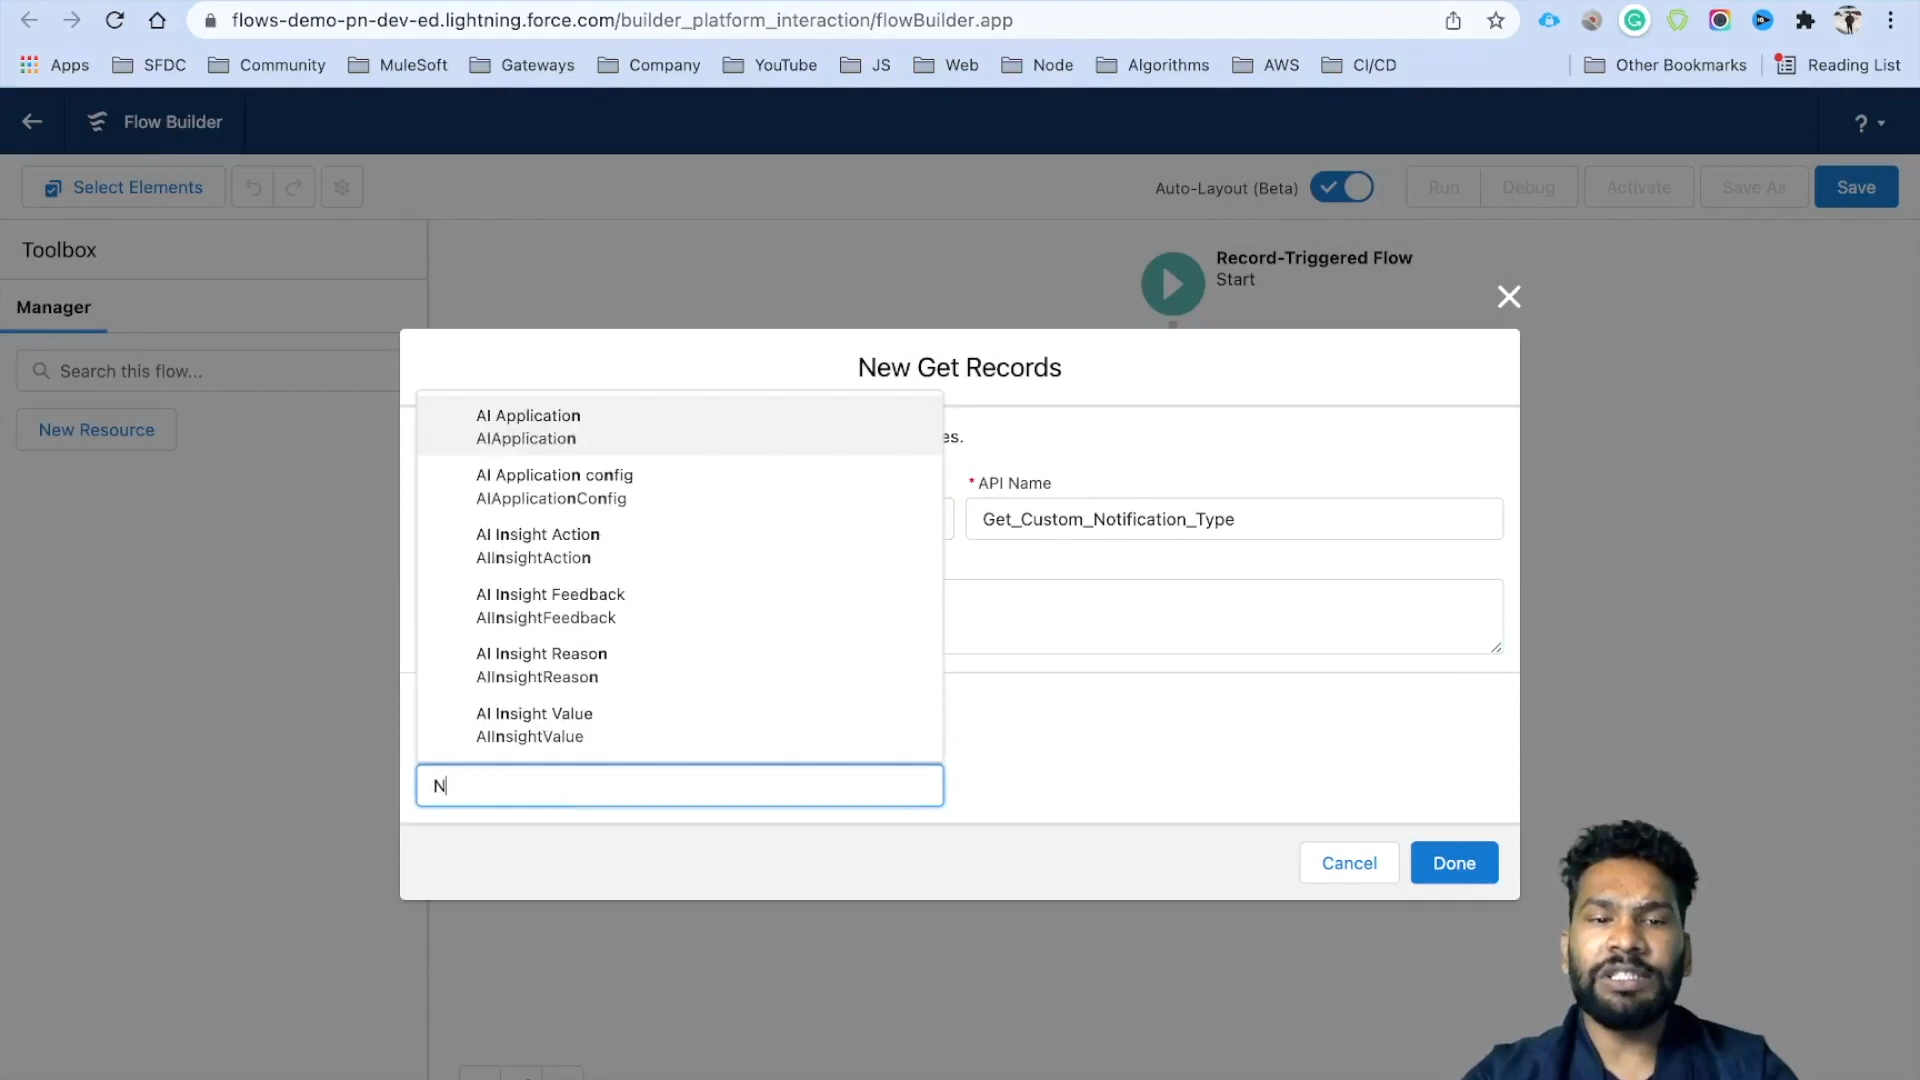 flows-demo-pn-dev-ed.lightning.force.com/builder_platform_interaction/flowBuilder.app
Apps SFDC Community MuleSoft Gateways Company YouTube JS Web Node Algorithms AWS CI/CD Other Bookmarks Reading List
Flow Builder ?
Select Elements Auto-Layout (Beta) Run Debug Activate Save As Save
Toolbox
Manager
Search this flow...
New Resource
Record-Triggered Flow
Start
New Get Records
es.
* API Name
Get_Custom_Notification_Type
AI Application
AIApplication
AI Application config
AIApplicationConfig
AI Insight Action
AIInsightAction
AI Insight Feedback
AIInsightFeedback
AI Insight Reason
AIInsightReason
AI Insight Value
AIInsightValue
N
Cancel Done